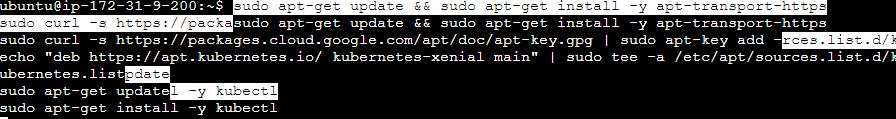 ubuntu@ip-172-31-9-200:~$ sudo apt-get update && sudo apt-get install -y apt-transport-https
sudo curl -s https://packasudo apt-get update && sudo apt-get install -y apt-transport-https
sudo curl -s https://packages.cloud.google.com/apt/doc/apt-key.gpg | sudo apt-key add -rces.list.d/k
echo "deb https://apt.kubernetes.io/ kubernetes-xenial main" | sudo tee -a /etc/apt/sources.list.d/k
ubernetes.listpdate
sudo apt-get updatel -y kubectl
sudo apt-get install -y kubectl